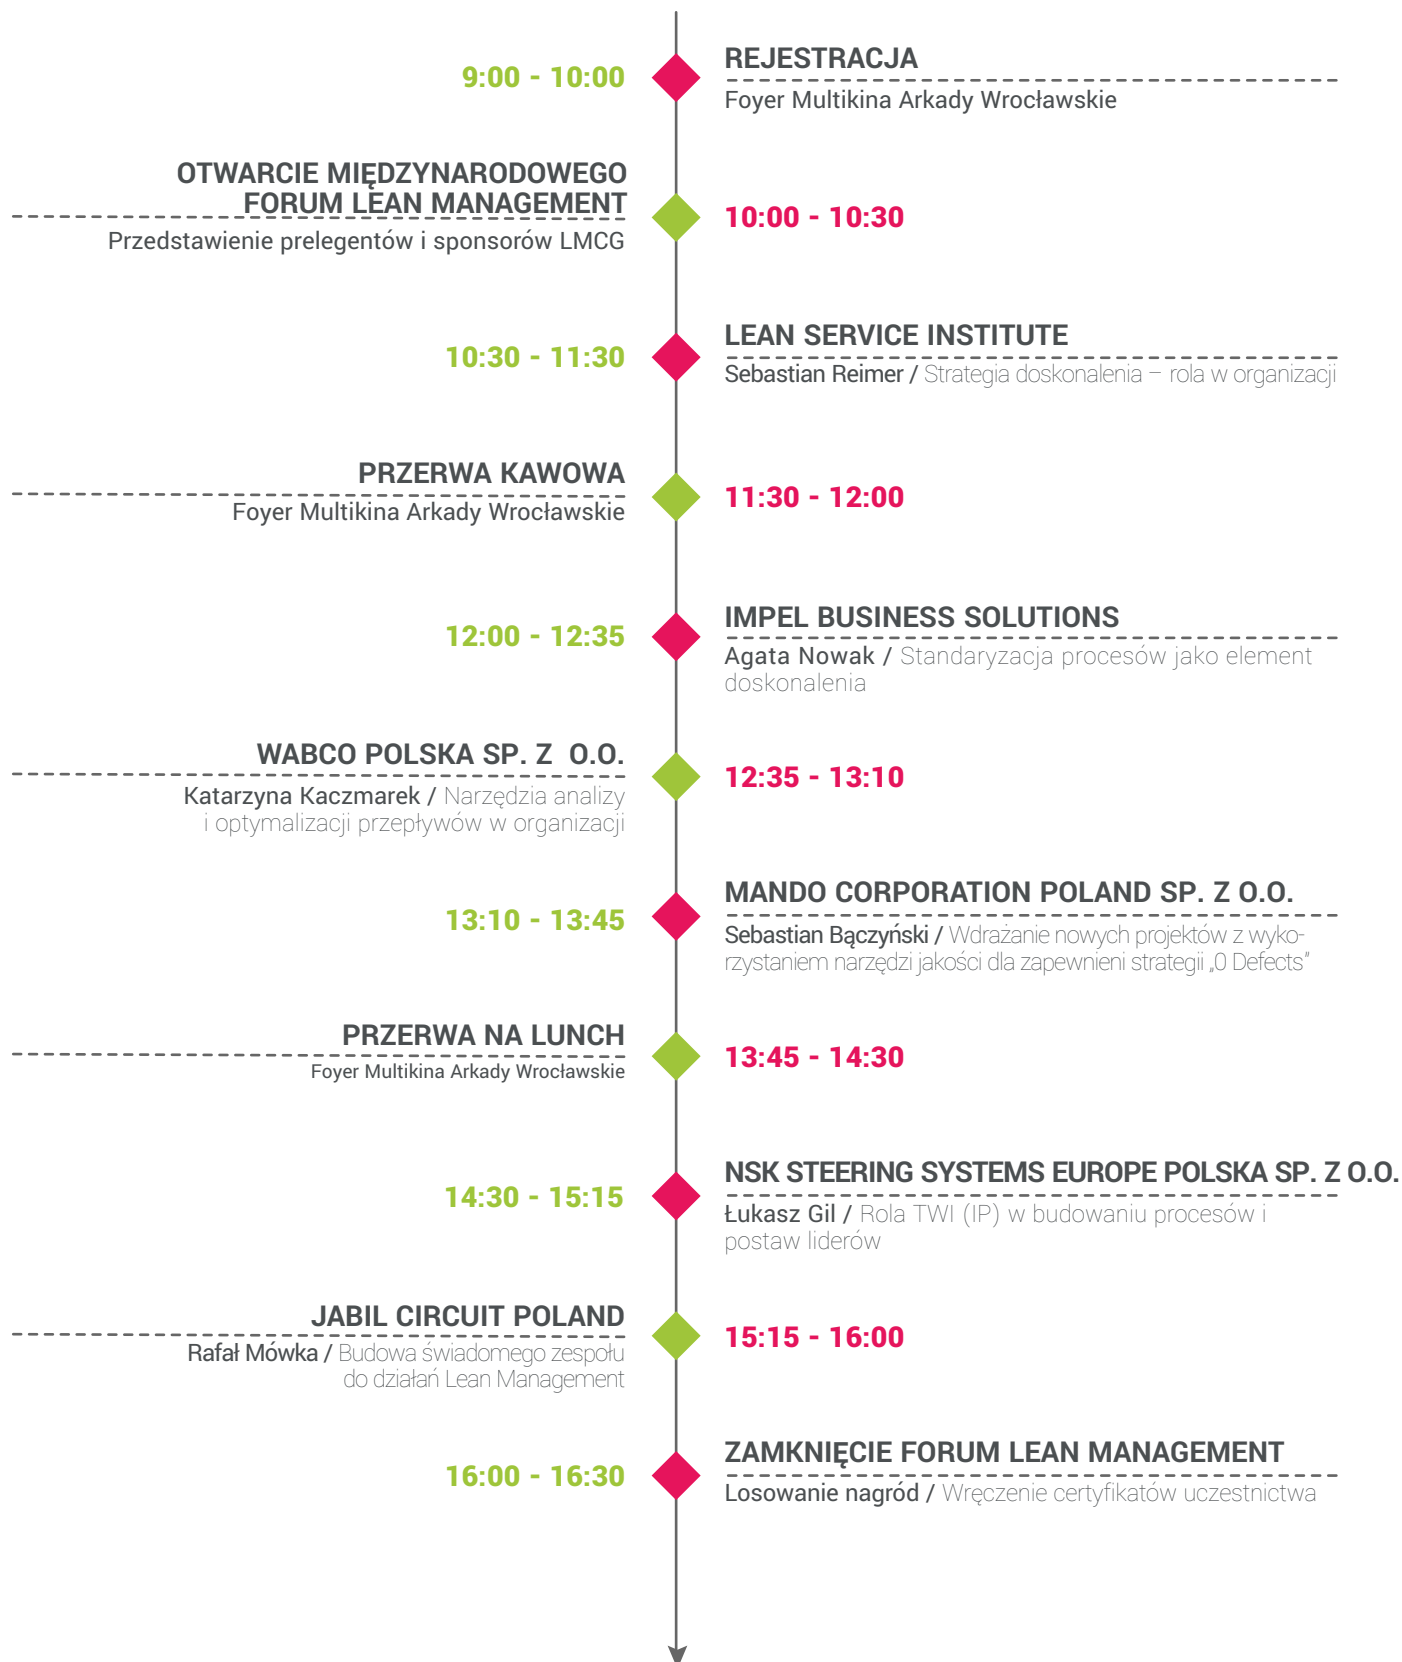 9:00 - 10:00
REJESTRACJA
Foyer Multikina Arkady Wrocławskie
OTWARCIE MIĘDZYNARODOWEGO
FORUM LEAN MANAGEMENT
Przedstawienie prelegentów i sponsorów LMCG
10:00 - 10:30
10:30 - 11:30
LEAN SERVICE INSTITUTE
Sebastian Reimer / Strategia doskonalenia – rola w organizacji
PRZERWA KAWOWA
Foyer Multikina Arkady Wrocławskie
11:30 - 12:00
12:00 - 12:35
IMPEL BUSINESS SOLUTIONS
Agata Nowak / Standaryzacja procesów jako element
doskonalenia
WABCO POLSKA SP. Z  O.O.
Katarzyna Kaczmarek / Narzędzia analizy
i optymalizacji przepływów w organizacji
12:35 - 13:10
13:10 - 13:45
MANDO CORPORATION POLAND SP. Z O.O.
Sebastian Bączyński / Wdrażanie nowych projektów z wyko-
rzystaniem narzędzi jakości dla zapewnieni strategii „0 Defects”
PRZERWA NA LUNCH
Foyer Multikina Arkady Wrocławskie
13:45 - 14:30
14:30 - 15:15
NSK STEERING SYSTEMS EUROPE POLSKA SP. Z O.O.
Łukasz Gil / Rola TWI (IP) w budowaniu procesów i
postaw liderów
JABIL CIRCUIT POLAND
Rafał Mówka / Budowa świadomego zespołu
do działań Lean Management
15:15 - 16:00
16:00 - 16:30
ZAMKNIĘCIE FORUM LEAN MANAGEMENT
Losowanie nagród / Wręczenie certyfikatów uczestnictwa